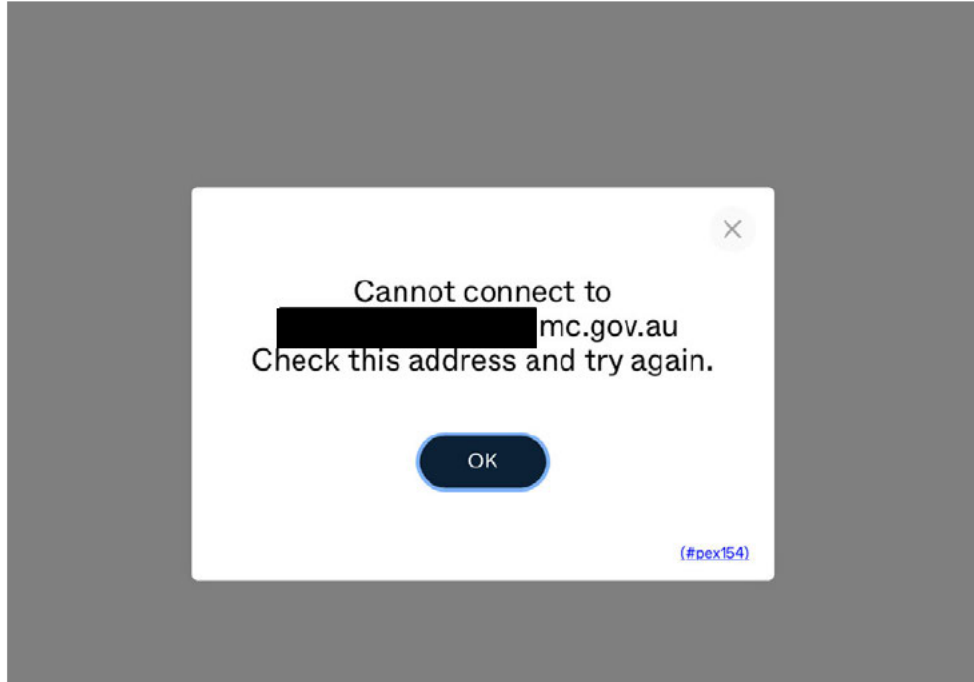 Cannot connect to
mc.gov.au
Check this address and try again.
OK
(#pex154)